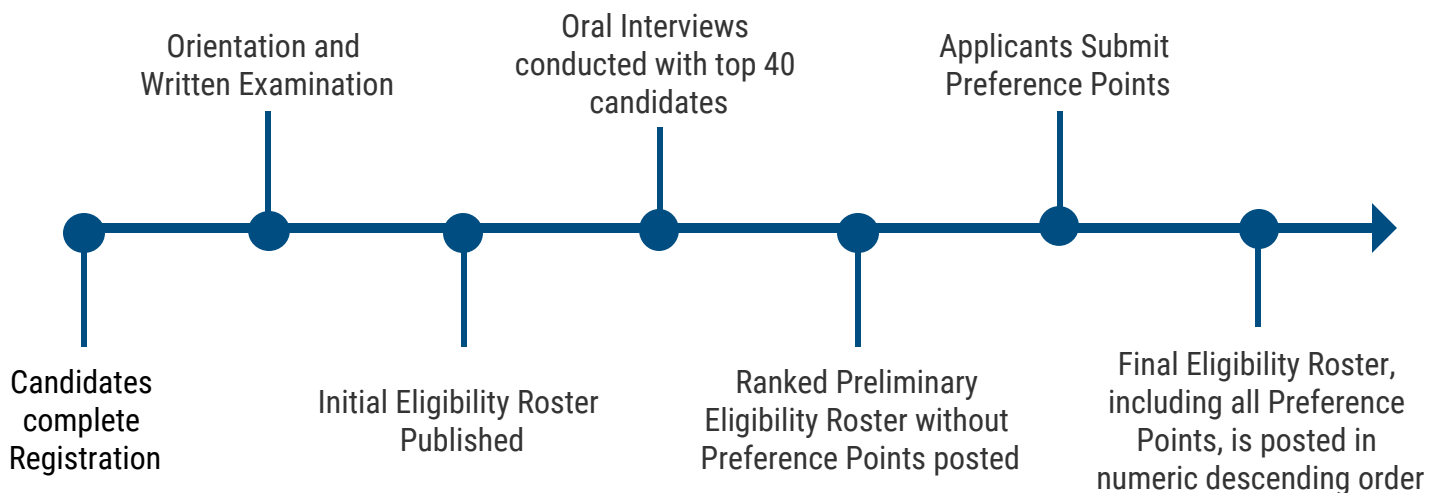 Orientation and
Written Examination
Oral Interviews
conducted with top 40
candidates
Applicants Submit
Preference Points
Candidates
complete
Registration
Initial Eligibility Roster
Published
Ranked Preliminary
Eligibility Roster without
Preference Points posted
Final Eligibility Roster,
including all Preference
Points, is posted in
numeric descending order